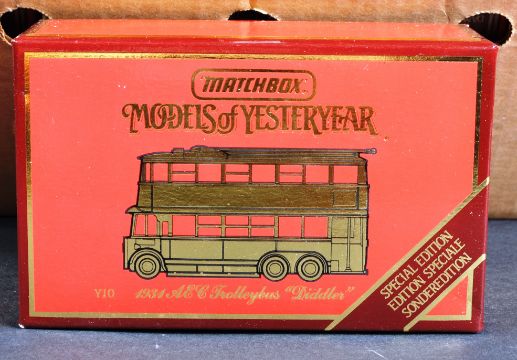 MATCHBOX
MODELS of YESTERYEAR
Y10 1931 AEC Trolleybus "Diddler"
SPECIAL EDITION
EDITION SPECIALE
SONDEREDITION